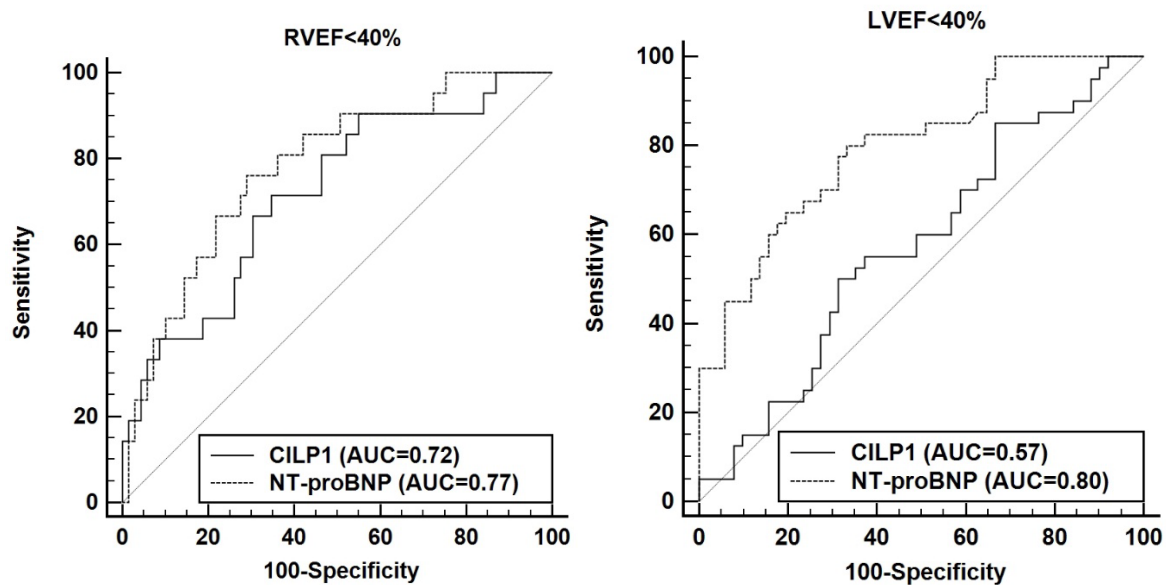 RVEF<40%
100
80
60
40
20
0
Sensitivity
CILP1 (AUC=0.72)
NT-proBNP (AUC=0.77)
0 20 40 60 80 100
100-Specificity
LVEF<40%
100
80
60
40
20
0
Sensitivity
CILP1 (AUC=0.57)
NT-proBNP (AUC=0.80)
0 20 40 60 80 100
100-Specificity